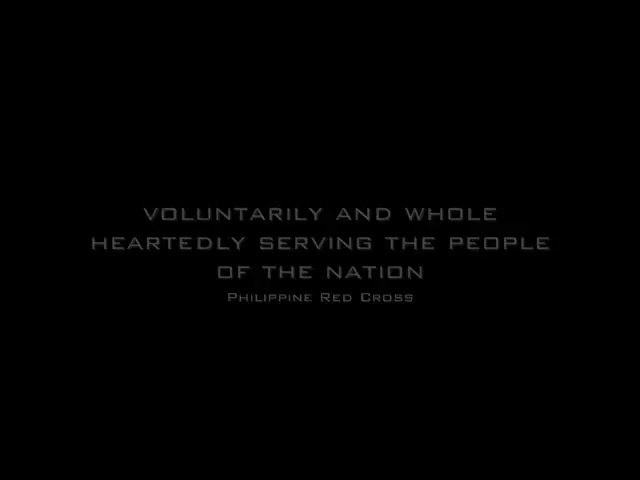 VOLUNTARILY AND WHOLE
HEARTEDLY SERVING THE PEOPLE
OF THE NATION
Philippine Red Cross